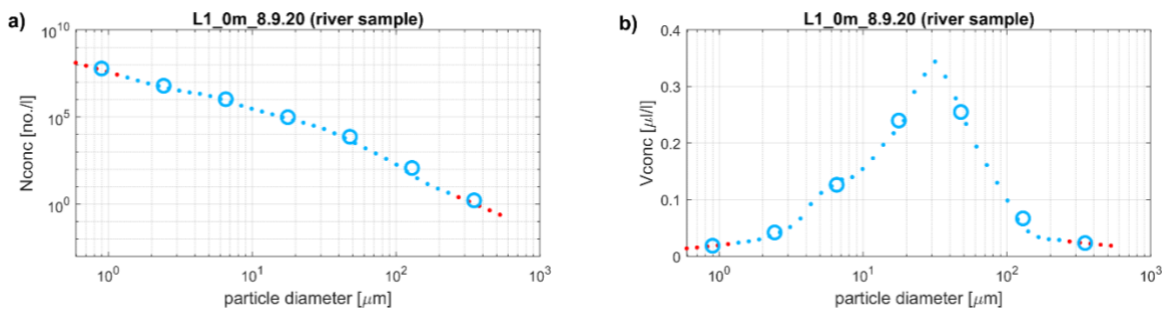 a)
L1_0m_8.9.20 (river sample)
Nconc [no./l]
10^10
10^5
10^0
10^0 10^1 10^2 10^3
particle diameter [μm]
b)
L1_0m_8.9.20 (river sample)
Vconc [μl/l]
0.4
0.3
0.2
0.1
0
10^0 10^1 10^2 10^3
particle diameter [μm]